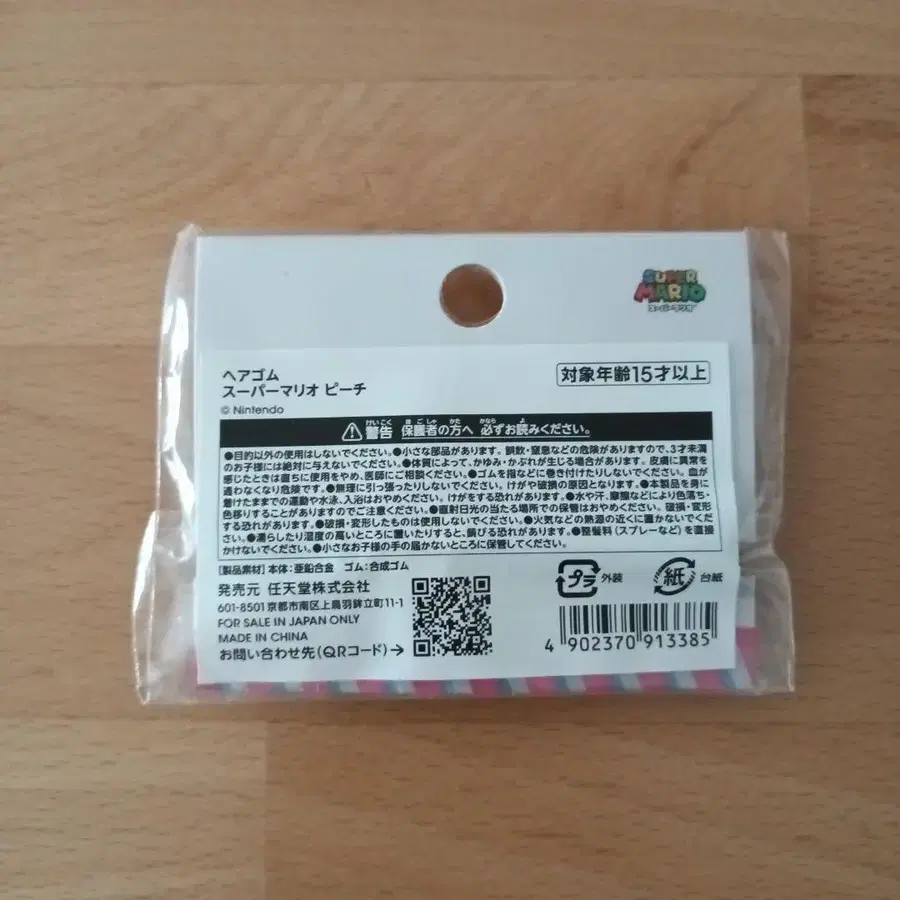 SUPER
MARIO
スーパーマリオ
ヘアゴム
スーパーマリオ ピーチ
© Nintendo
対象年齢15才以上
⚠警告 保護者の方へ 必ずお読みください。
けいこく ほごしゃ かた かなら よ
●目的以外の使用はしないでください。●小さな部品があります。誤飲・窒息などの危険がありますので、3才未満
のお子様には絶対に与えないでください。●体質によって、かゆみ・かぶれが生じる場合があります。皮膚に異常を
感じたときは直ちに使用をやめ、医師にご相談ください。●ゴムを指などに巻き付けたりしないでください。血が
通わなくなり危険です。●無理に引っ張ったりしないでください。けがや破損の原因となります。●本製品を身に
着けたままでの運動や水泳、入浴はおやめください。けがをする恐れがあります。●水や汗、摩擦などにより色落ち・
色移りすることがありますのでご注意ください。●直射日光の当たる場所での保管はおやめください。破損・変形
する恐れがあります。●破損・変形したものは使用しないでください。●火気などの熱源の近くに置かないでくだ
さい。●濡らしたり湿度の高いところに置いたりすると、錆びる恐れがあります。●整髪料(スプレーなど)を直接
かけないでください。●小さなお子様の手の届かないところに保管してください。
[製品素材]本体:亜鉛合金 ゴム:合成ゴム
発売元 任天堂株式会社
601-8501 京都市南区上鳥羽鉾立町11-1
FOR SALE IN JAPAN ONLY
MADE IN CHINA
お問い合わせ先(QRコード)→
プラ 外装
紙 台紙
4 902370 913385